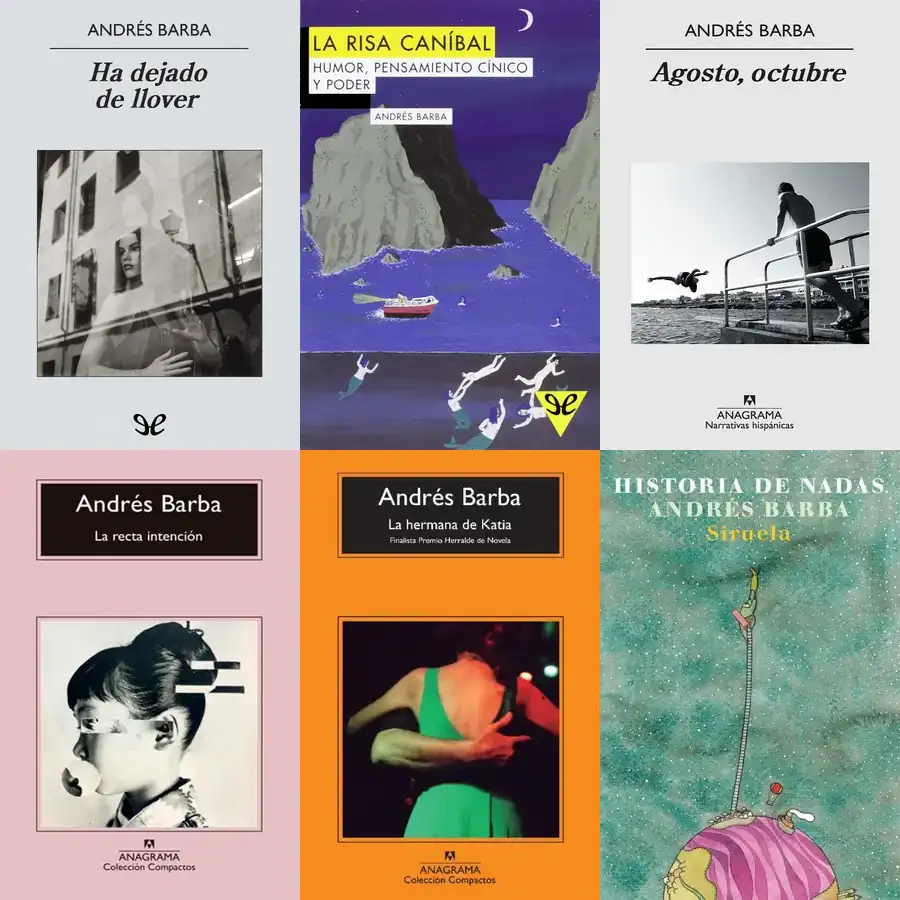 ANDRÉS BARBA
Ha dejado
de llover
LA RISA CANÍBAL
HUMOR, PENSAMIENTO CÍNICO
Y PODER
ANDRÉS BARBA
ANDRÉS BARBA
Agosto, octubre
ANAGRAMA
Narrativas hispánicas
Andrés Barba
La recta intención
ANAGRAMA
Colección Compactos
Andrés Barba
La hermana de Katia
Finalista Premio Herralde de Novela
ANAGRAMA
Colección Compactos
HISTORIA DE NADAS
ANDRÉS BARBA
Siruela